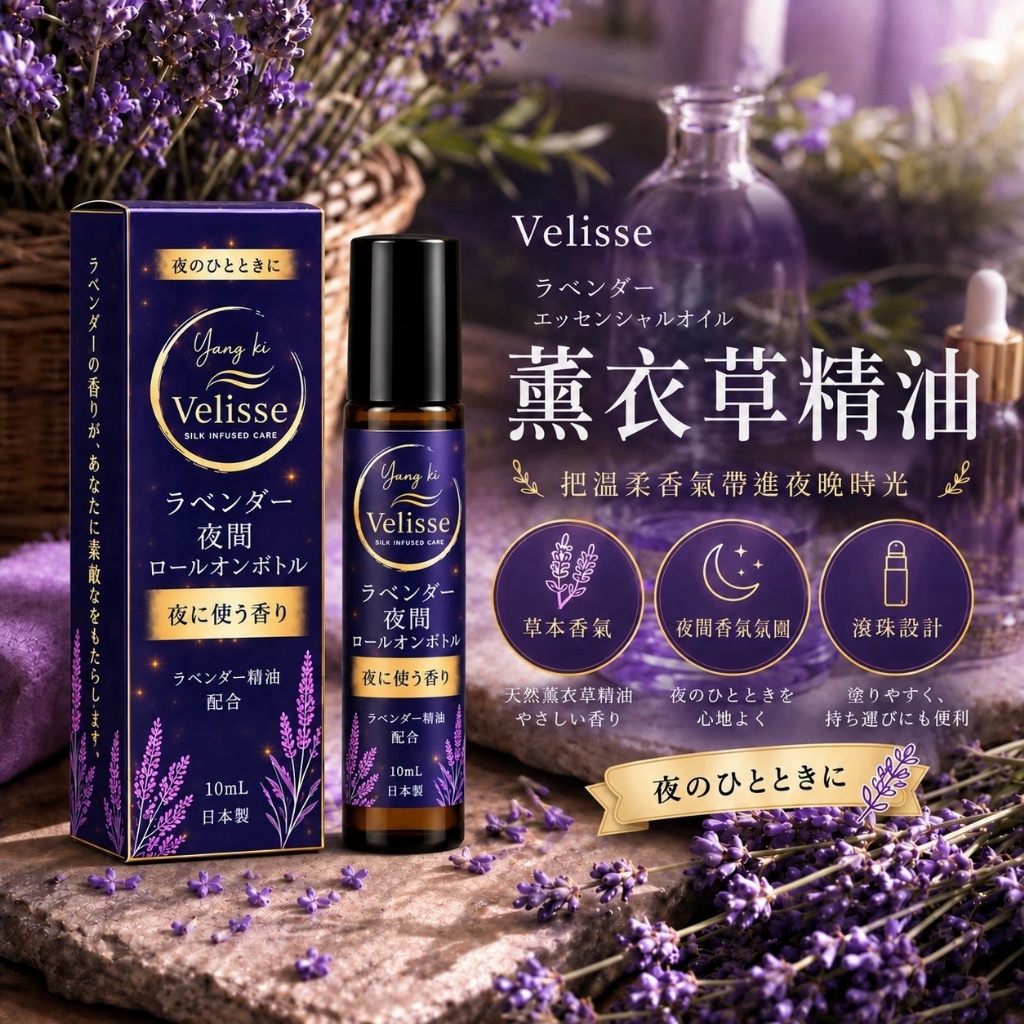 ラベンダーの香りが、あなたに素敵なをもたらします。
夜のひとときに
Yang ki
Velisse
SILK INFUSED CARE
ラベンダー
夜間
ロールオンボトル
夜に使う香り
ラベンダー精油
配合
10mL
日本製
Yang ki
Velisse
SILK INFUSED CARE
ラベンダー
夜間
ロールオンボトル
夜に使う香り
ラベンダー精油
配合
10mL
日本製
Velisse
ラベンダー
エッセンシャルオイル
薰衣草精油
把溫柔香氣帶進夜晚時光
草本香氣
夜間香氛氛圍
滾珠設計
天然薰衣草精油
やさしい香り
夜のひとときを
心地よく
塗りやすく、
持ち運びにも便利
夜のひとときに